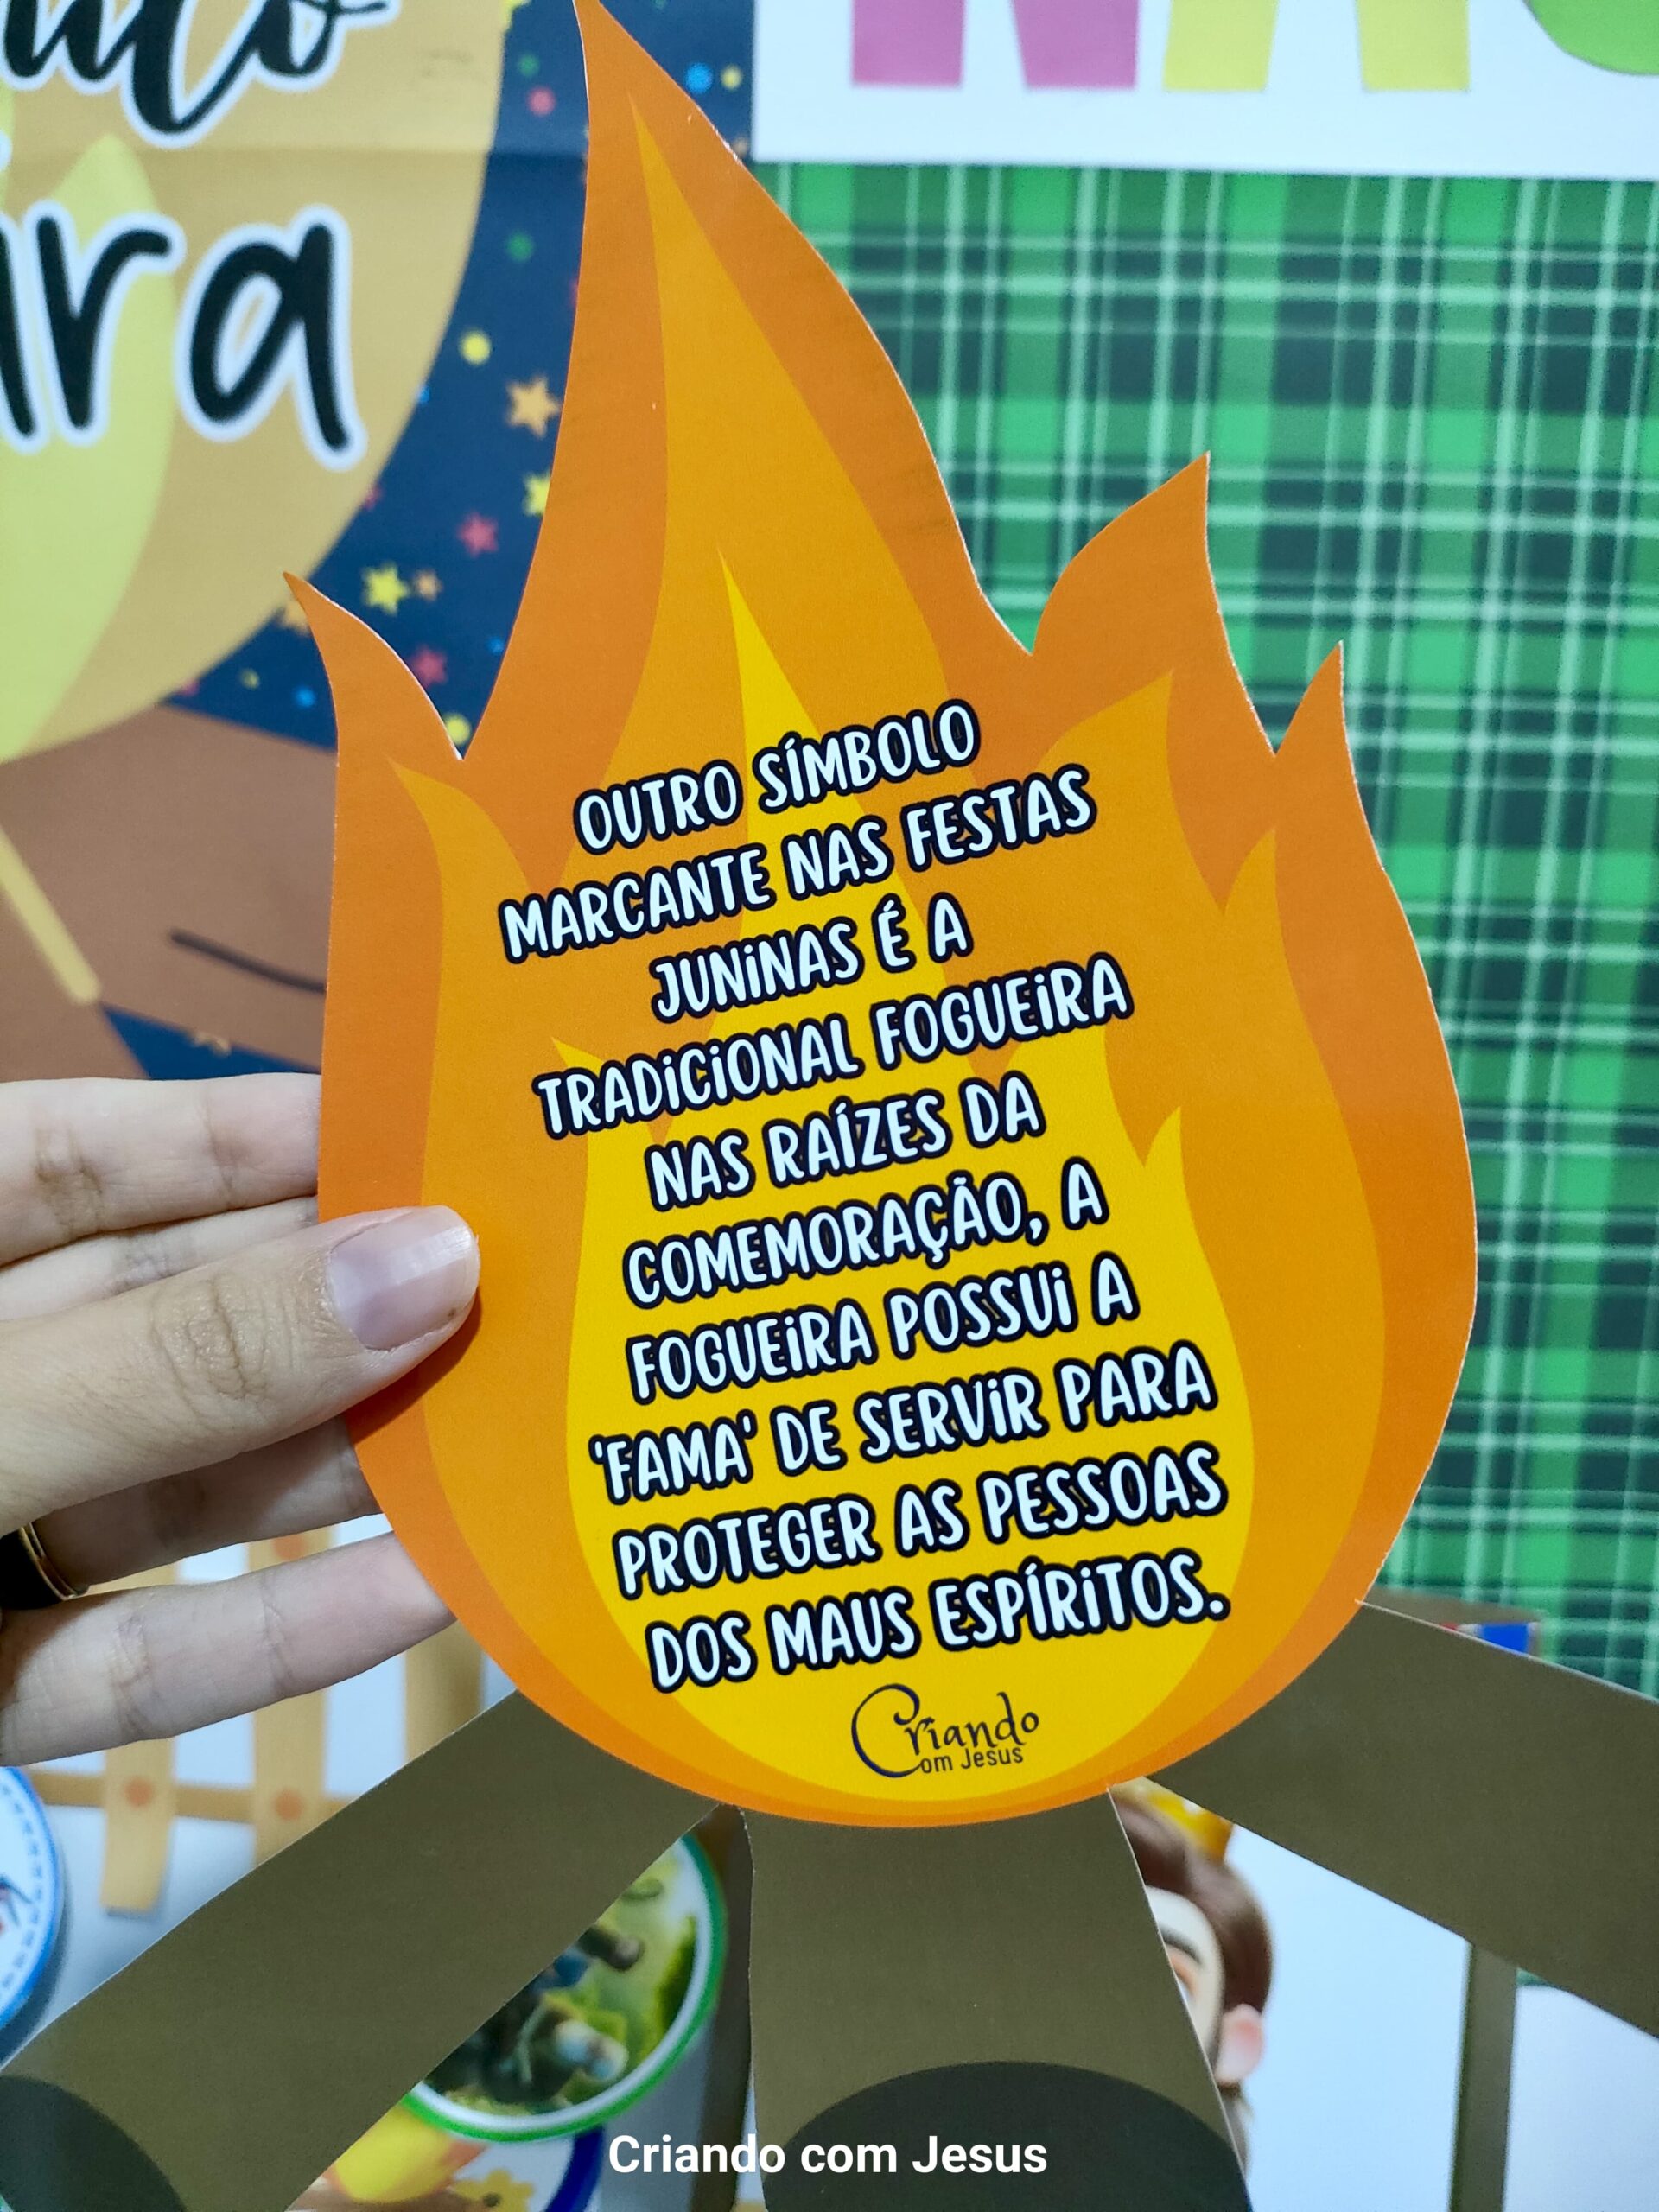 OUTRO SÍMBOLO
MARCANTE NAS FESTAS
JUNINAS É A
TRADICIONAL FOGUEIRA
NAS RAÍZES DA
COMEMORAÇÃO, A
FOGUEIRA POSSUI A
'FAMA' DE SERVIR PARA
PROTEGER AS PESSOAS
DOS MAUS ESPÍRITOS.
Criando
Com Jesus
Criando com Jesus